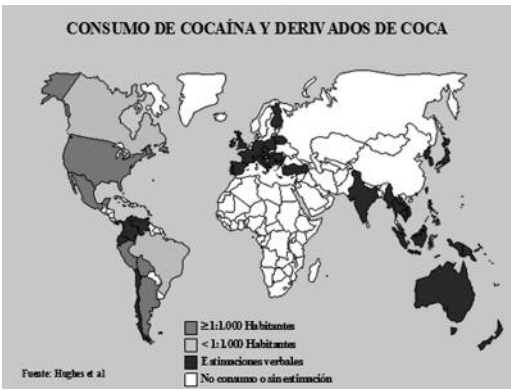 CONSUMO DE COCAÍNA Y DERIVADOS DE COCA
≥1:1.000 Habitantes
< 1:1.000 Habitantes
Estimaciones verbales
No consumo o sin estimación
Fuente: Hughes et al